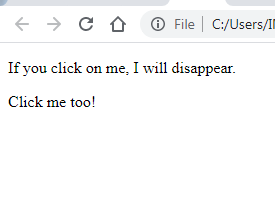 File | C:/Users/
If you click on me, I will disappear.
Click me too!